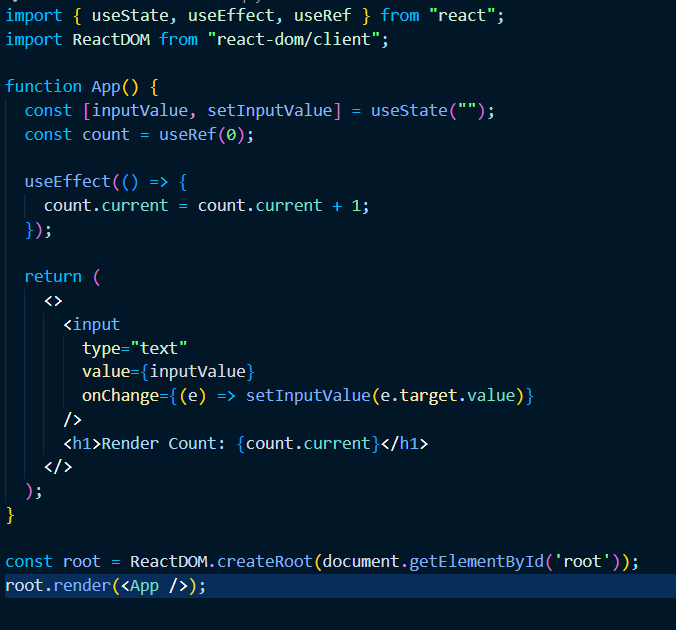 import { useState, useEffect, useRef } from "react";
import ReactDOM from "react-dom/client";

function App() {
  const [inputValue, setInputValue] = useState("");
  const count = useRef(0);

  useEffect(() => {
    count.current = count.current + 1;
  });

  return (
    <>
      <input
        type="text"
        value={inputValue}
        onChange={(e) => setInputValue(e.target.value)}
      />
      <h1>Render Count: {count.current}</h1>
    </>
  );
}

const root = ReactDOM.createRoot(document.getElementById('root'));
root.render(<App />);